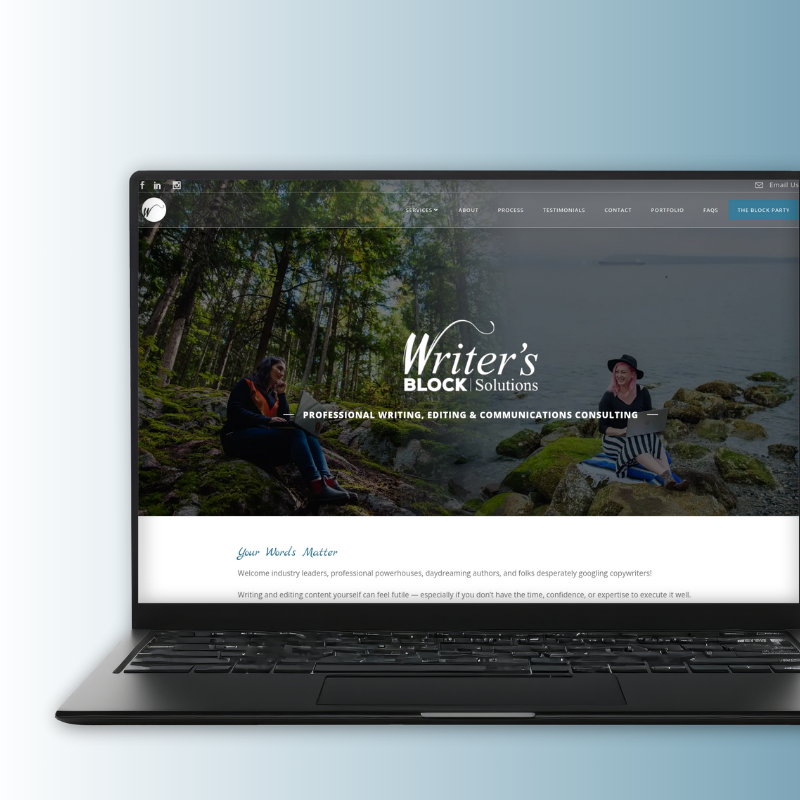 Email Us
SERVICES
ABOUT
PROCESS
TESTIMONIALS
CONTACT
PORTFOLIO
FAQS
THE BLOCK PARTY
Writer's
BLOCK | Solutions
PROFESSIONAL WRITING, EDITING & COMMUNICATIONS CONSULTING
Your Words Matter
Welcome industry leaders, professional powerhouses, daydreaming authors, and folks desperately googling copywriters!
Writing and editing content yourself can feel futile — especially if you don't have the time, confidence, or expertise to execute it well.